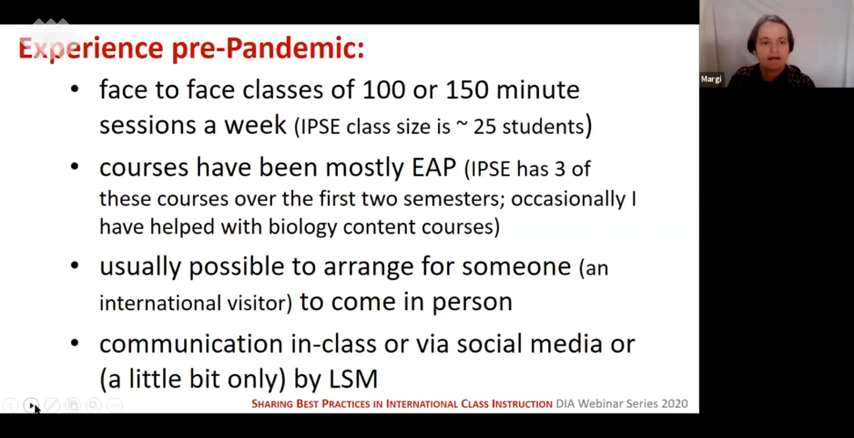 Experience pre-Pandemic:
• face to face classes of 100 or 150 minute
sessions a week (IPSE class size is ~ 25 students)
• courses have been mostly EAP (IPSE has 3 of
these courses over the first two semesters; occasionally I
have helped with biology content courses)
• usually possible to arrange for someone (an
international visitor) to come in person
• communication in-class or via social media or
(a little bit only) by LSM
SHARING BEST PRACTICES IN INTERNATIONAL CLASS INSTRUCTION DIA Webinar Series 2020
Margi